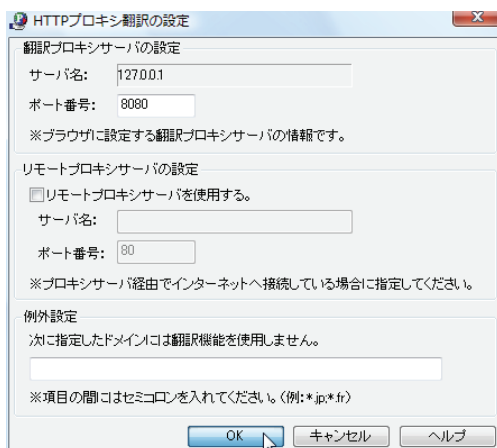 HTTPプロキシ翻訳の設定
翻訳プロキシサーバの設定
サーバ名: 127.0.0.1
ポート番号: 8080
※ブラウザに設定する翻訳プロキシサーバの情報です。
リモートプロキシサーバの設定
リモートプロキシサーバを使用する。
サーバ名:
ポート番号: 80
※プロキシサーバ経由でインターネットへ接続している場合に指定してください。
例外設定
次に指定したドメインには翻訳機能を使用しません。
※項目の間にはセミコロンを入れてください。(例:*.jp;*.fr)
OK キャンセル ヘルプ